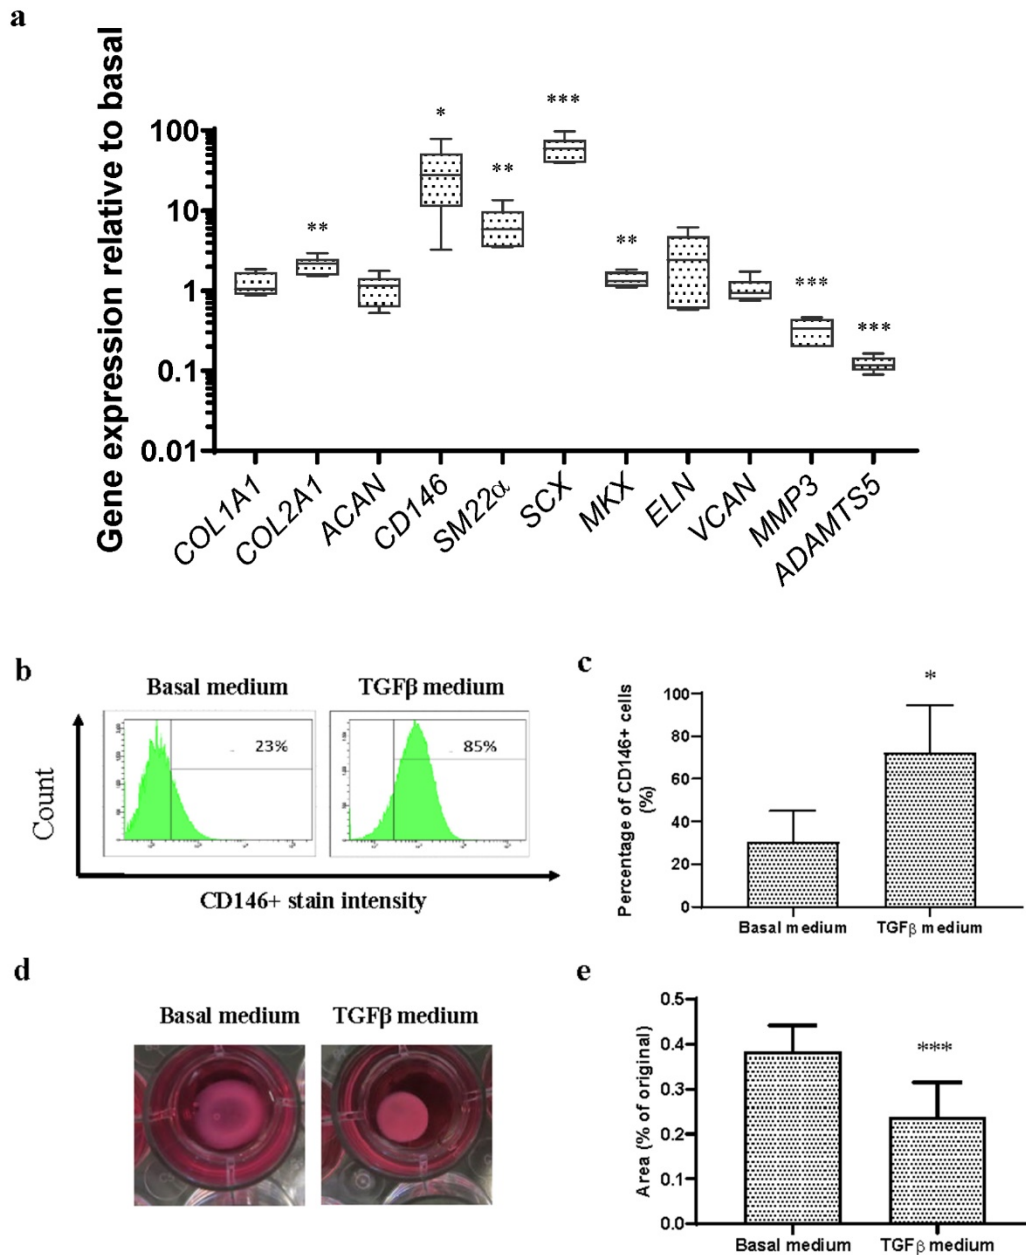 a
Gene expression relative to basal
100
10
1
0.1
0.01
*
**
***
**
**
***
***
COL1A1
COL2A1
ACAN
CD146
SM22α
SCX
MKX
ELN
VCAN
MMP3
ADAMTS5
b
Basal medium
TGFβ medium
23%
85%
Count
CD146+ stain intensity
c
Percentage of CD146+ cells
(%)
100
80
60
40
20
0
*
Basal medium
TGFβ medium
d
Basal medium
TGFβ medium
e
Area (% of original)
0.5
0.4
0.3
0.2
0.1
0.0
***
Basal medium
TGFβ medium